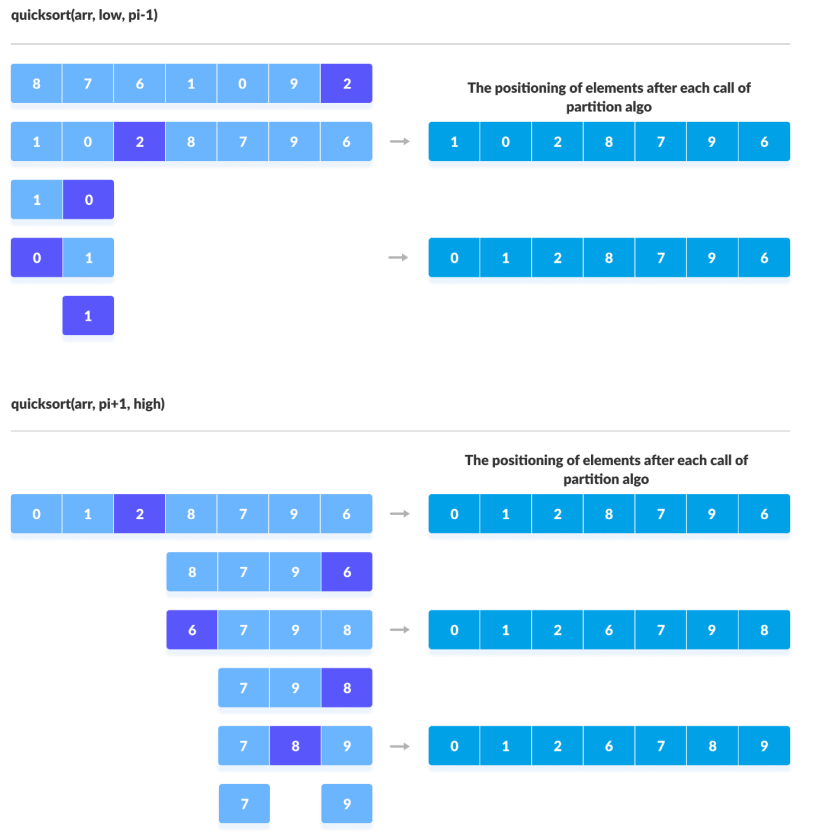 quicksort(arr, low, pi-1)
8 7 6 1 0 9 2
The positioning of elements after each call of
partition algo
1 0 2 8 7 9 6 → 1 0 2 8 7 9 6
1 0
0 1 → 0 1 2 8 7 9 6
1
quicksort(arr, pi+1, high)
The positioning of elements after each call of
partition algo
0 1 2 8 7 9 6 → 0 1 2 8 7 9 6
8 7 9 6
6 7 9 8 → 0 1 2 6 7 9 8
7 9 8
7 8 9 → 0 1 2 6 7 8 9
7 9